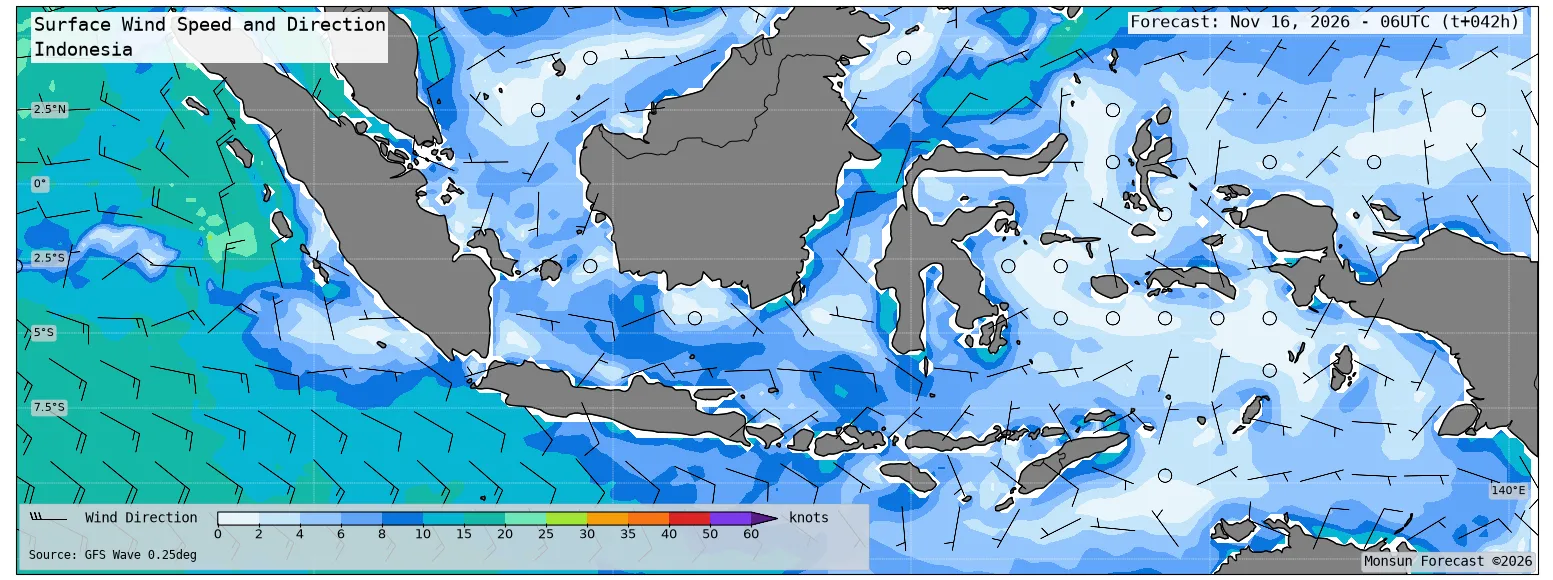 Surface Wind Speed and Direction
Indonesia
Forecast: Nov 16, 2026 - 06UTC (t+042h)
2.5°N
0°
2.5°S
5°S
7.5°S
140°E
Wind Direction
0 2 4 6 8 10 15 20 25 30 35 40 50 60
knots
Source: GFS Wave 0.25deg
Monsun Forecast ©2026